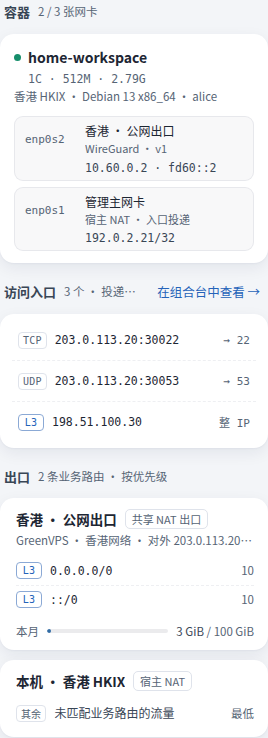 容器 2 / 3 张网卡
home-workspace
1C · 512M · 2.79G
香港 HKIX · Debian 13 x86_64 · alice
enp0s2
香港 · 公网出口
WireGuard · v1
10.60.0.2 · fd60::2
enp0s1
管理主网卡
宿主 NAT · 入口投递
192.0.2.21/32
访问入口 3 个 · 投递… 在组合台中查看 →
TCP 203.0.113.20:30022 → 22
UDP 203.0.113.20:30053 → 53
L3 198.51.100.30 整 IP
出口 2 条业务路由 · 按优先级
香港 · 公网出口 共享 NAT 出口
GreenVPS · 香港网络 · 对外 203.0.113.20…
L3 0.0.0.0/0 10
L3 ::/0 10
本月 3 GiB / 100 GiB
本机 · 香港 HKIX 宿主 NAT
其余 未匹配业务路由的流量 最低